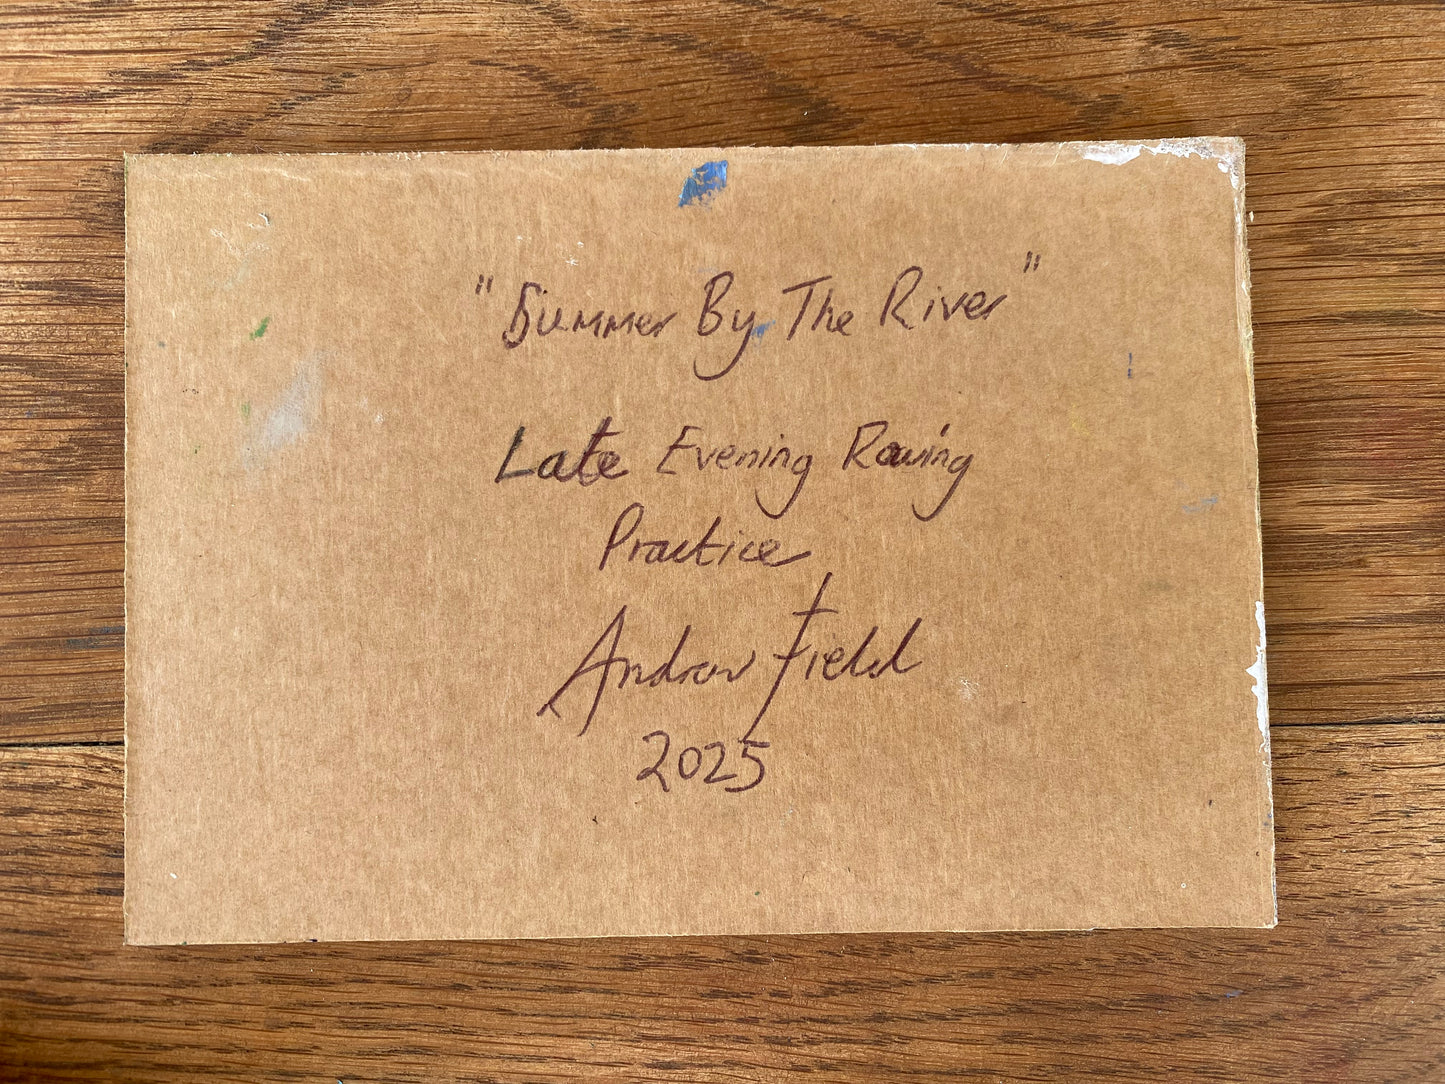 "Summer By The River"
Late Evening Rowing
Practice
Andrew Field
2025